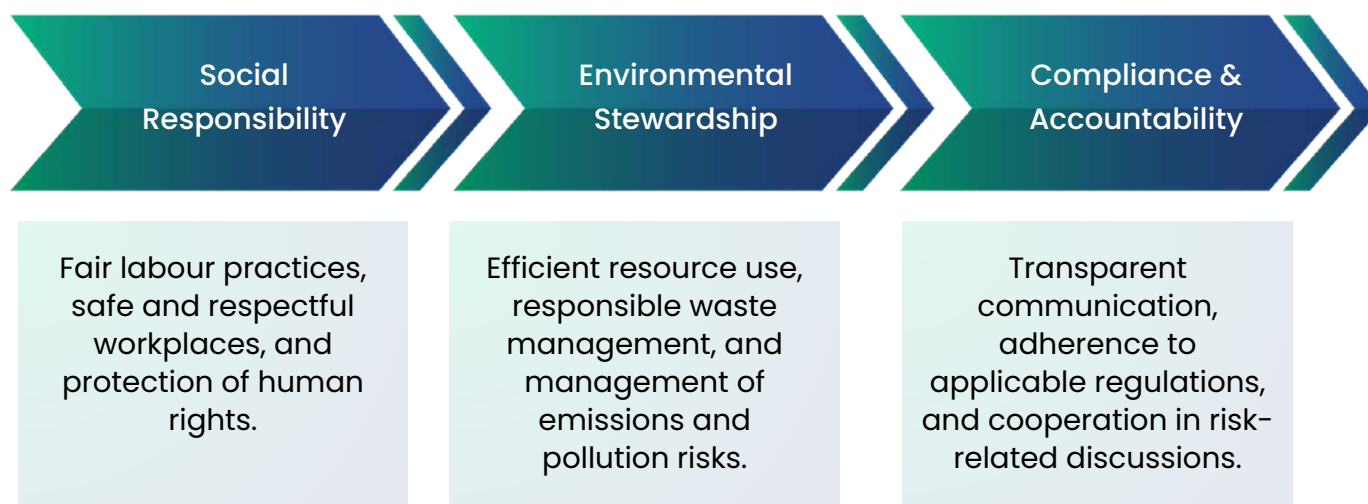 Social
Responsibility
Fair labour practices,
safe and respectful
workplaces, and
protection of human
rights.
Environmental
Stewardship
Efficient resource use,
responsible waste
management, and
management of
emissions and
pollution risks.
Compliance &
Accountability
Transparent
communication,
adherence to
applicable regulations,
and cooperation in risk-
related discussions.